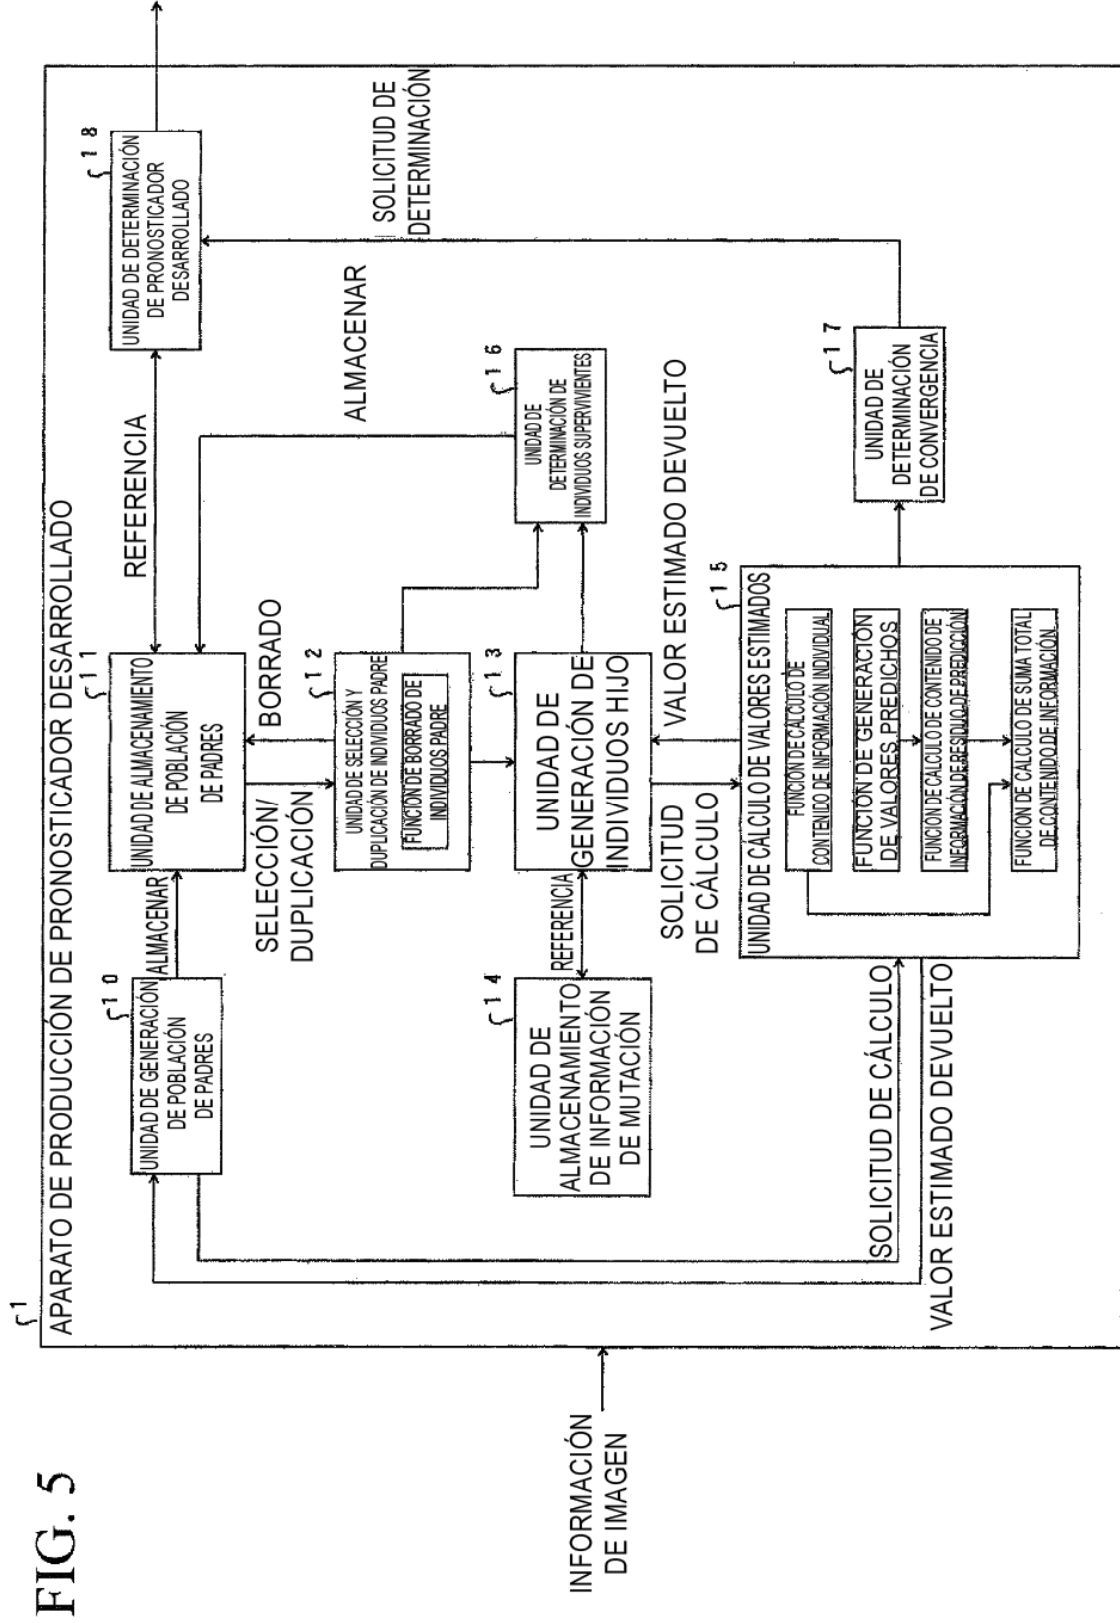 FIG. 5
1
APARATO DE PRODUCCIÓN DE PRONOSTICADOR DESARROLLADO
INFORMACIÓN
DE IMAGEN
10
UNIDAD DE GENERACIÓN
DE POBLACIÓN
DE PADRES
ALMACENAR
11
UNIDAD DE ALMACENAMIENTO
DE POBLACIÓN
DE PADRES
REFERENCIA
18
UNIDAD DE DETERMINACIÓN
DE PRONOSTICADOR
DESARROLLADO
SELECCIÓN/
DUPLICACIÓN
BORRADO
12
UNIDAD DE SELECCIÓN Y
DUPLICACIÓN DE INDIVIDUOS PADRE
FUNCIÓN DE BORRADO DE
INDIVIDUOS PADRE
ALMACENAR
SOLICITUD DE
DETERMINACIÓN
14
UNIDAD DE
ALMACENAMIENTO
DE INFORMACIÓN
DE MUTACIÓN
REFERENCIA
13
UNIDAD DE
GENERACIÓN DE
INDIVIDUOS HIJO
16
UNIDAD DE
DETERMINACIÓN DE
INDIVIDUOS SUPERVIVIENTES
SOLICITUD
DE CÁLCULO
VALOR ESTIMADO DEVUELTO
15
UNIDAD DE CÁLCULO DE VALORES ESTIMADOS
FUNCIÓN DE CÁLCULO DE
CONTENIDO DE INFORMACIÓN INDIVIDUAL
FUNCIÓN DE GENERACIÓN
DE VALORES PREDICHOS
FUNCIÓN DE CÁLCULO DE CONTENIDO DE
INFORMACIÓN DE RESIDUO DE PREDICCIÓN
FUNCIÓN DE CÁLCULO DE SUMA TOTAL
DE CONTENIDO DE INFORMACIÓN
17
UNIDAD DE
DETERMINACIÓN
DE CONVERGENCIA
SOLICITUD DE CÁLCULO
VALOR ESTIMADO DEVUELTO